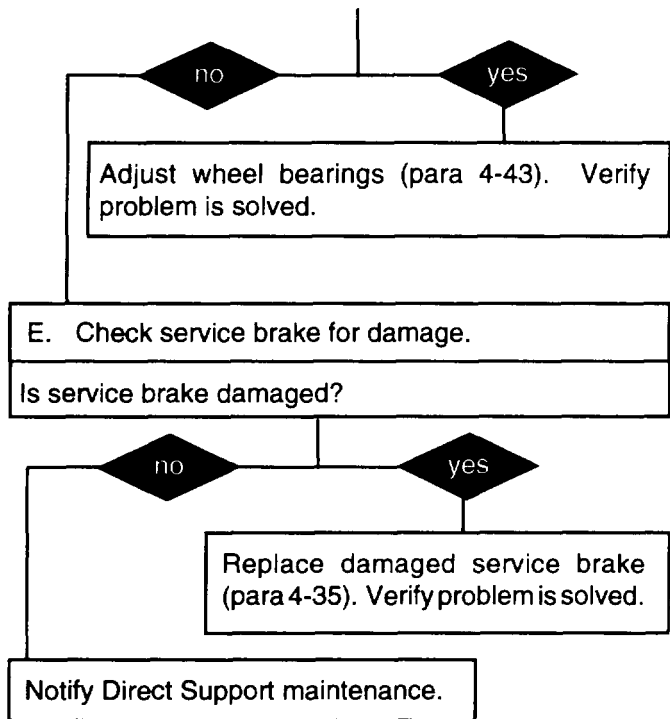 no
yes
Adjust wheel bearings (para 4-43). Verify
problem is solved.
E. Check service brake for damage.
Is service brake damaged?
no
yes
Replace damaged service brake
(para 4-35). Verify problem is solved.
Notify Direct Support maintenance.